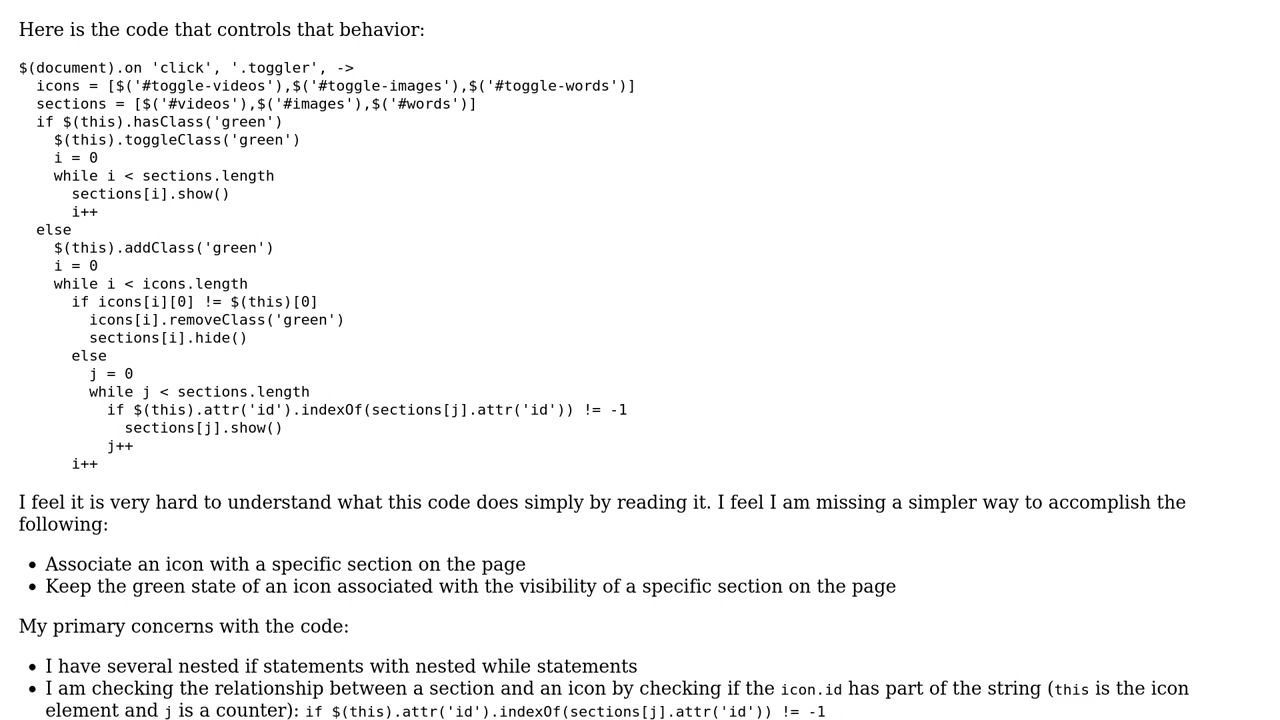 Here is the code that controls that behavior:
$(document).on 'click', '.toggler', ->
  icons = [$('#toggle-videos'),$('#toggle-images'),$('#toggle-words')]
  sections = [$('#videos'),$('#images'),$('#words')]
  if $(this).hasClass('green')
    $(this).toggleClass('green')
    i = 0
    while i < sections.length
      sections[i].show()
      i++
  else
    $(this).addClass('green')
    i = 0
    while i < icons.length
      if icons[i][0] != $(this)[0]
        icons[i].removeClass('green')
        sections[i].hide()
      else
        j = 0
        while j < sections.length
          if $(this).attr('id').indexOf(sections[j].attr('id')) != -1
            sections[j].show()
          j++
      i++
I feel it is very hard to understand what this code does simply by reading it. I feel I am missing a simpler way to accomplish the
following:
• Associate an icon with a specific section on the page
• Keep the green state of an icon associated with the visibility of a specific section on the page
My primary concerns with the code:
• I have several nested if statements with nested while statements
• I am checking the relationship between a section and an icon by checking if the icon.id has part of the string (this is the icon
element and j is a counter): if $(this).attr('id').indexOf(sections[j].attr('id')) != -1